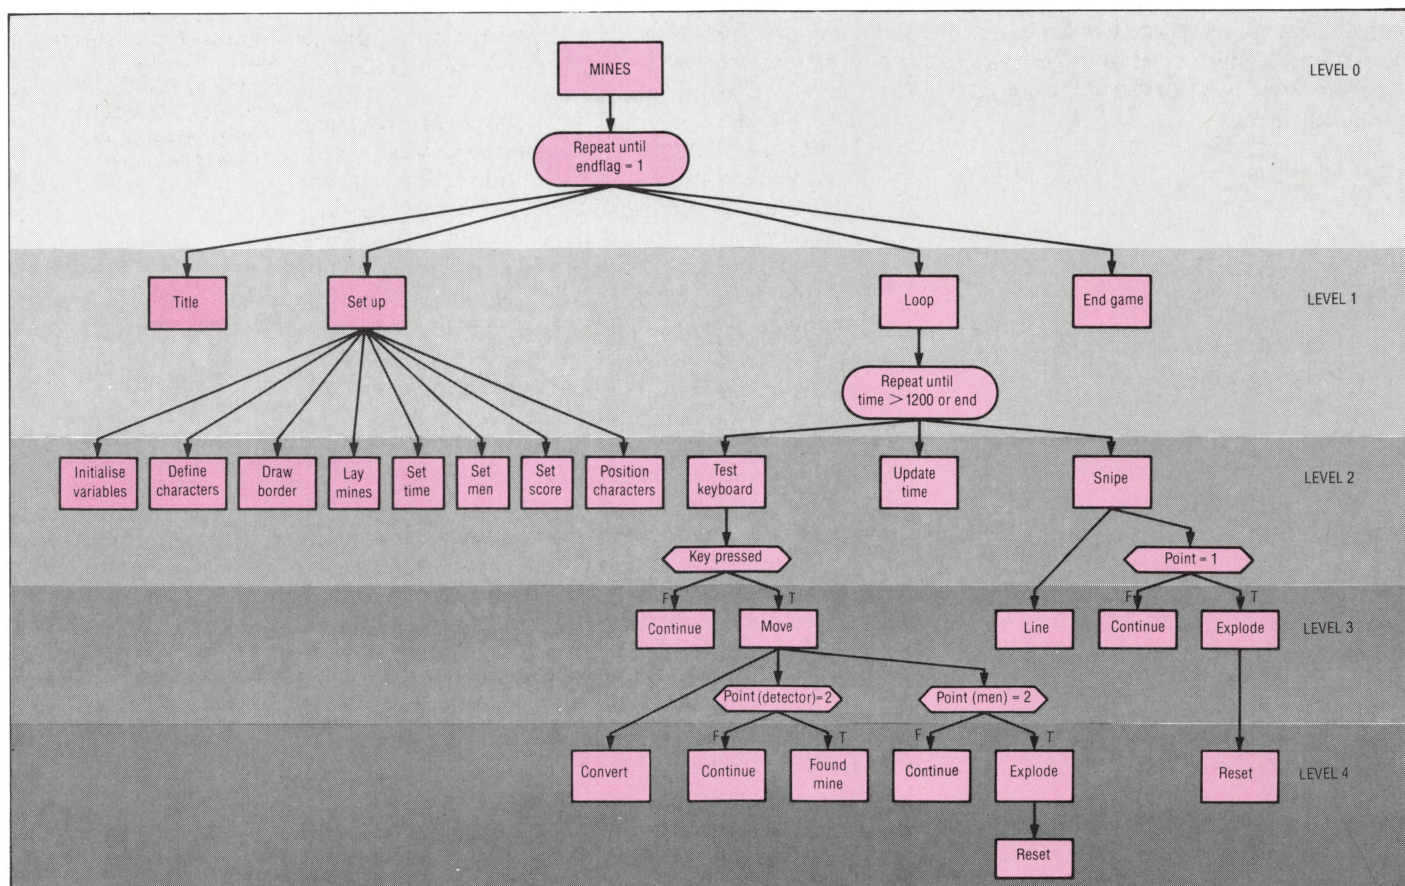 MINES
LEVEL 0
Repeat until
endflag = 1
Title
Set up
Loop
End game
LEVEL 1
Repeat until
time > 1200 or end
Initialise
variables
Define
characters
Draw
border
Lay
mines
Set
time
Set
men
Set
score
Position
characters
Test
keyboard
Update
time
Snipe
LEVEL 2
Key pressed
Point = 1
F
T
F
T
Continue
Move
Line
Continue
Explode
LEVEL 3
Point (detector)=2
Point (men) = 2
F
T
F
T
Convert
Continue
Found
mine
Continue
Explode
Reset
LEVEL 4
Reset